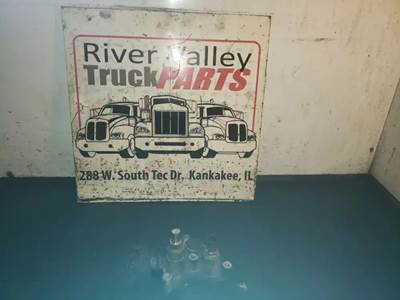 River Valley
TruckPARTS
288 W. South Tec Dr, Kankakee, IL